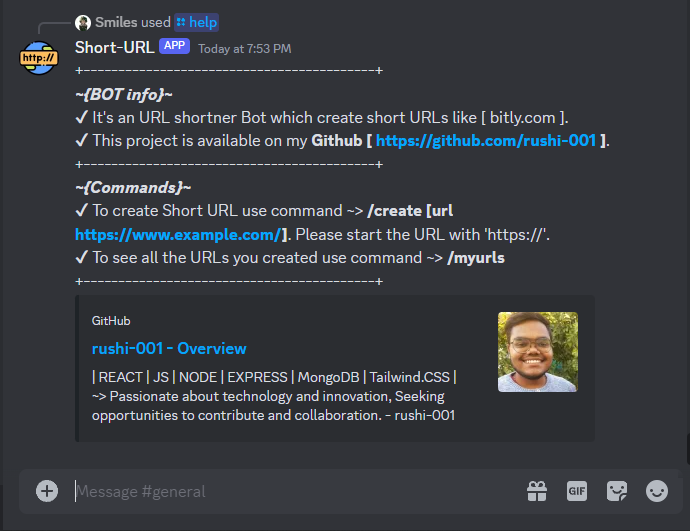 Smiles used help
http://
Short-URL APP Today at 7:53 PM
+----------------------------------------+
~{BOT info}~
✓ It's an URL shortner Bot which create short URLs like [ bitly.com ].
✓ This project is available on my Github [ https://github.com/rushi-001 ].
+----------------------------------------+
~{Commands}~
✓ To create Short URL use command ~> /create [url
https://www.example.com/]. Please start the URL with 'https://'.
✓ To see all the URLs you created use command ~> /myurls
+----------------------------------------+
GitHub
rushi-001 - Overview
| REACT | JS | NODE | EXPRESS | MongoDB | Tailwind.CSS |
~> Passionate about technology and innovation, Seeking
opportunities to contribute and collaboration. - rushi-001
Message #general
GIF